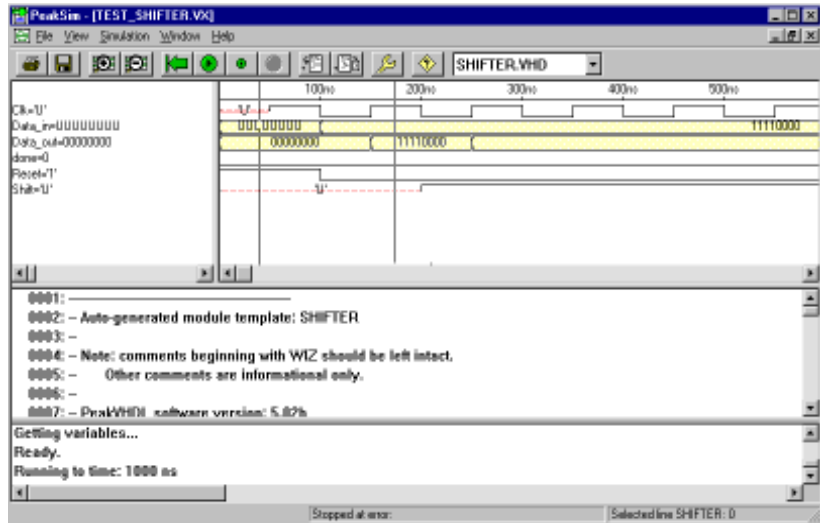 PeakSim - [TEST_SHIFTER.VX]
File View Simulation Window Help
SHIFTER.VHD
100ns 200ns 300ns 400ns 500ns
Clk='U' 'U'
Data_in=UUUUUUUU UUUUUUUU 11110000
Data_out=00000000 00000000 11110000
done=0
Reset='1'
Shift='U' 'U'
0001: ------------------------------
0002: -- Auto-generated module template: SHIFTER
0003: --
0004: -- Note: comments beginning with WIZ should be left intact.
0005: -- Other comments are informational only.
0006: --
0007: -- PeakVHDL software version: 5.02b
Getting variables...
Ready.
Running to time: 1000 ns
Stopped at error: Selected line SHIFTER: 0